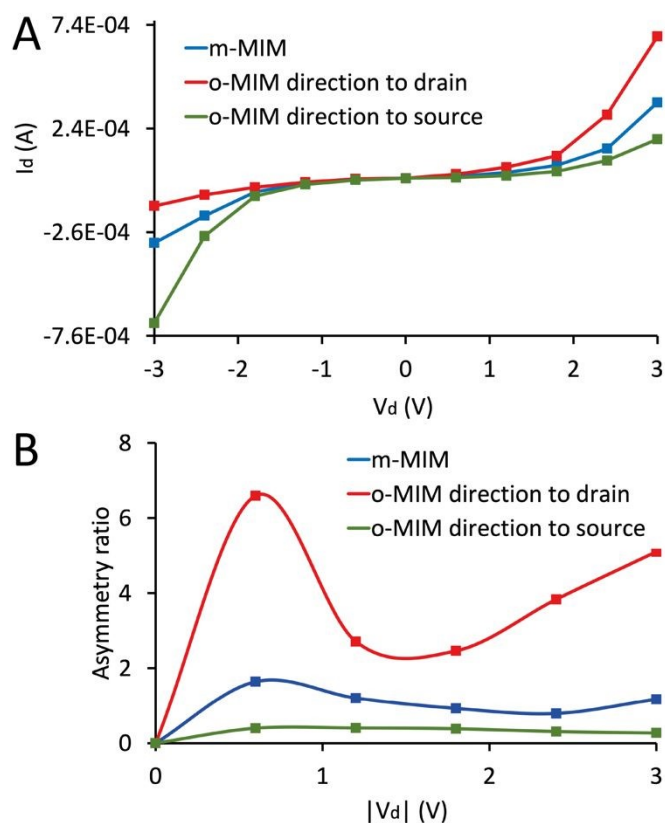 A
7.4E-04
m-MIM
o-MIM direction to drain
2.4E-04
o-MIM direction to source
Id (A)
-2.6E-04
-7.6E-04
-3 -2 -1 0 1 2 3
Vd (V)
B
8
m-MIM
o-MIM direction to drain
6
o-MIM direction to source
Asymmetry ratio
4
2
0
0 1 2 3
|Vd| (V)